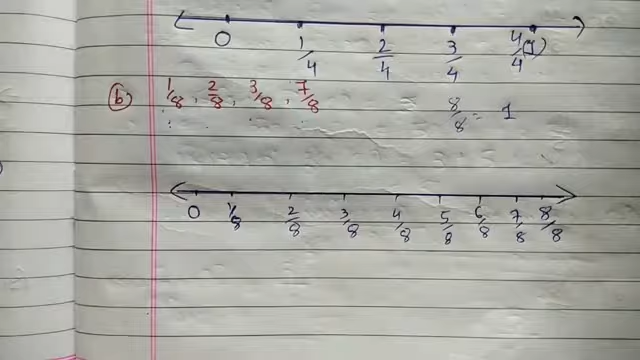 0 1/4 2/4 3/4 4/4(1)
(b) 1/8, 2/8, 3/8, 7/8 8/8 = 1
0 1/8 2/8 3/8 4/8 5/8 6/8 7/8 8/8